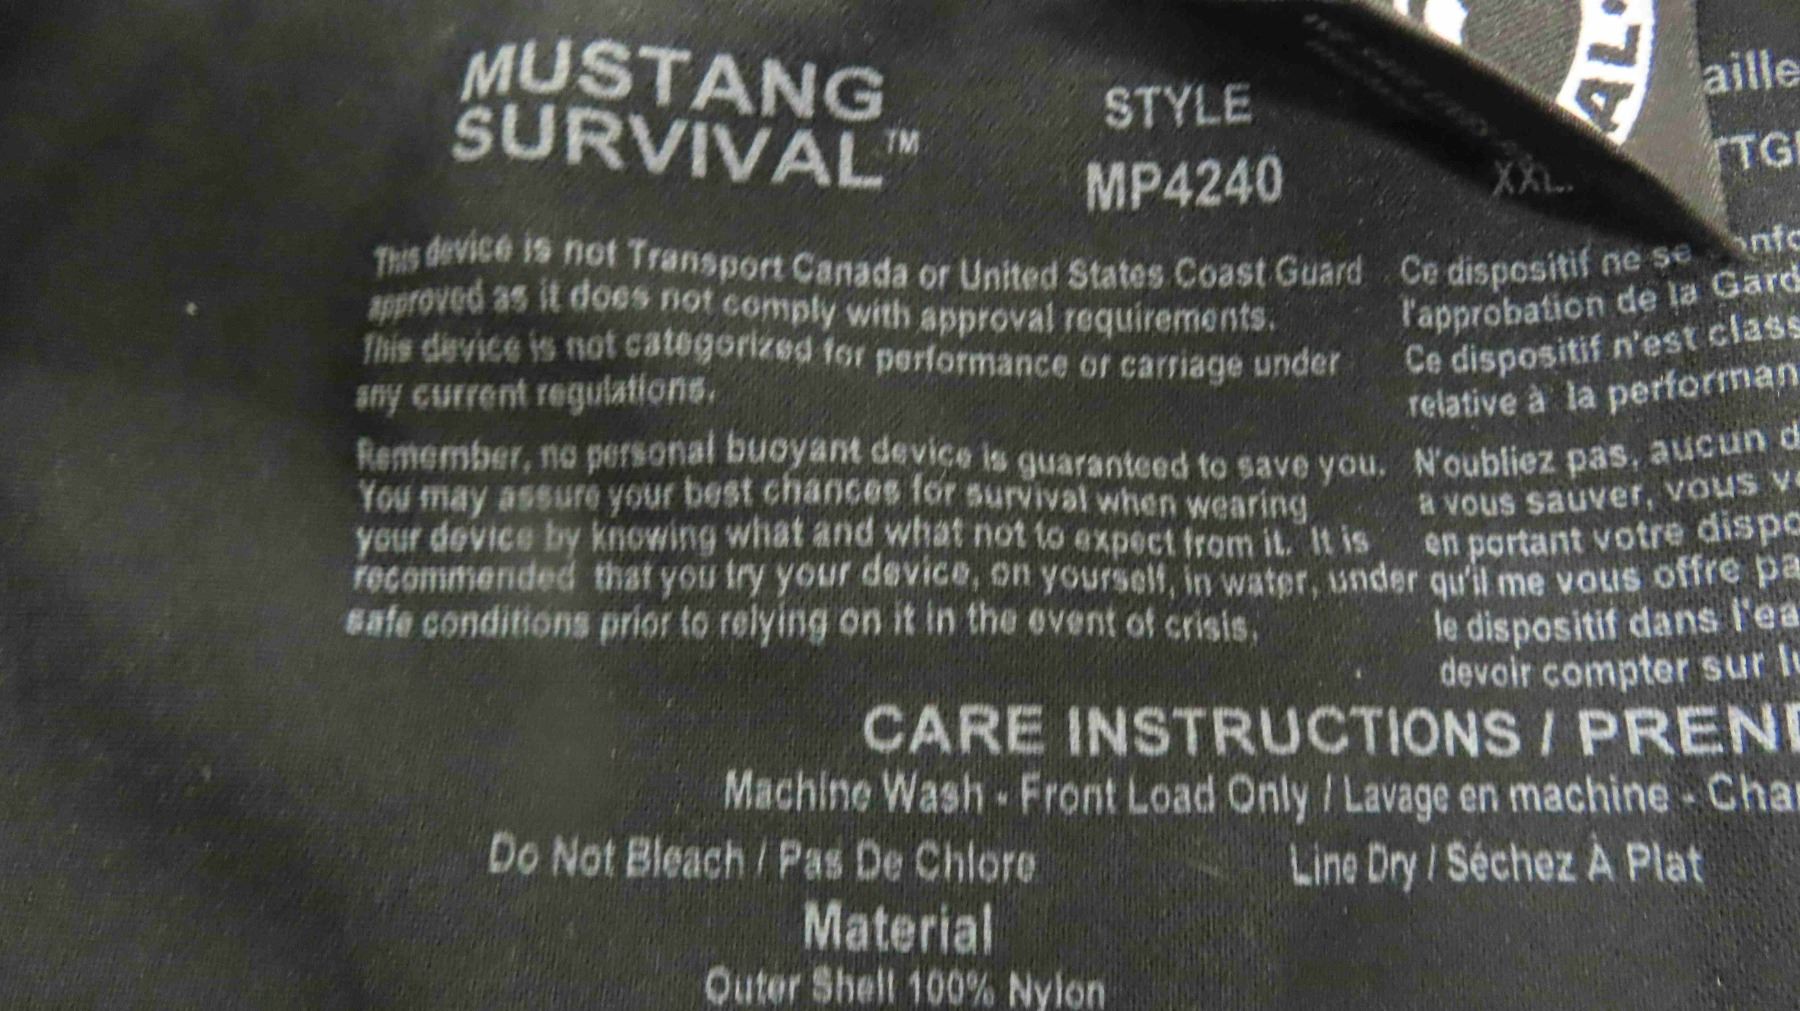 MUSTANG
SURVIVAL™
STYLE
MP4240
XXL
AL
aille
This device is not Transport Canada or United States Coast Guard
approved as it does not comply with approval requirements.
This device is not categorized for performance or carriage under
any current regulations.
Remember, no personal buoyant device is guaranteed to save you.
You may assure your best chances for survival when wearing
your device by knowing what and what not to expect from it. It is
recommended that you try your device, on yourself, in water, under
safe conditions prior to relying on it in the event of crisis.
Ce dispositif ne se
l'approbation de la Gard
Ce dispositif n'est class
relative à la performan
N'oubliez pas, aucun d
à vous sauver, vous v
en portant votre dispo
qu'il me vous offre pa
le dispositif dans l'ea
devoir compter sur lu
CARE INSTRUCTIONS / PREND
Machine Wash - Front Load Only / Lavage en machine - Cha
Do Not Bleach / Pas De Chlore
Line Dry / Séchez À Plat
Material
Outer Shell 100% Nylon